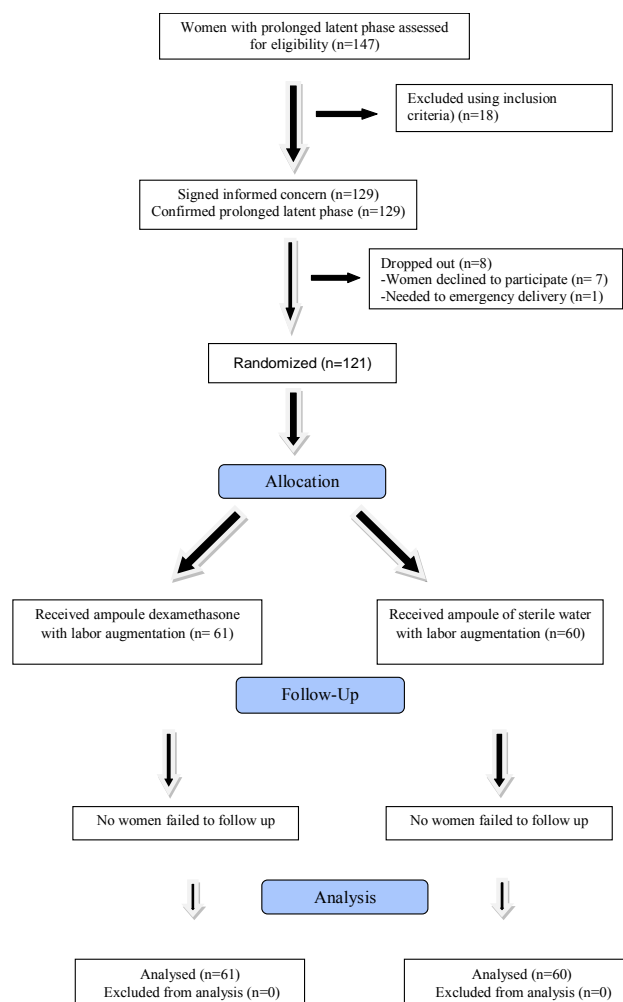 Women with prolonged latent phase assessed
for eligibility (n=147)
Excluded using inclusion
criteria) (n=18)
Signed informed concern (n=129)
Confirmed prolonged latent phase (n=129)
Dropped out (n=8)
-Women declined to participate (n= 7)
-Needed to emergency delivery (n=1)
Randomized (n=121)
Allocation
Received ampoule dexamethasone
with labor augmentation (n= 61)
Received ampoule of sterile water
with labor augmentation (n=60)
Follow-Up
No women failed to follow up
No women failed to follow up
Analysis
Analysed (n=61)
Excluded from analysis (n=0)
Analysed (n=60)
Excluded from analysis (n=0)